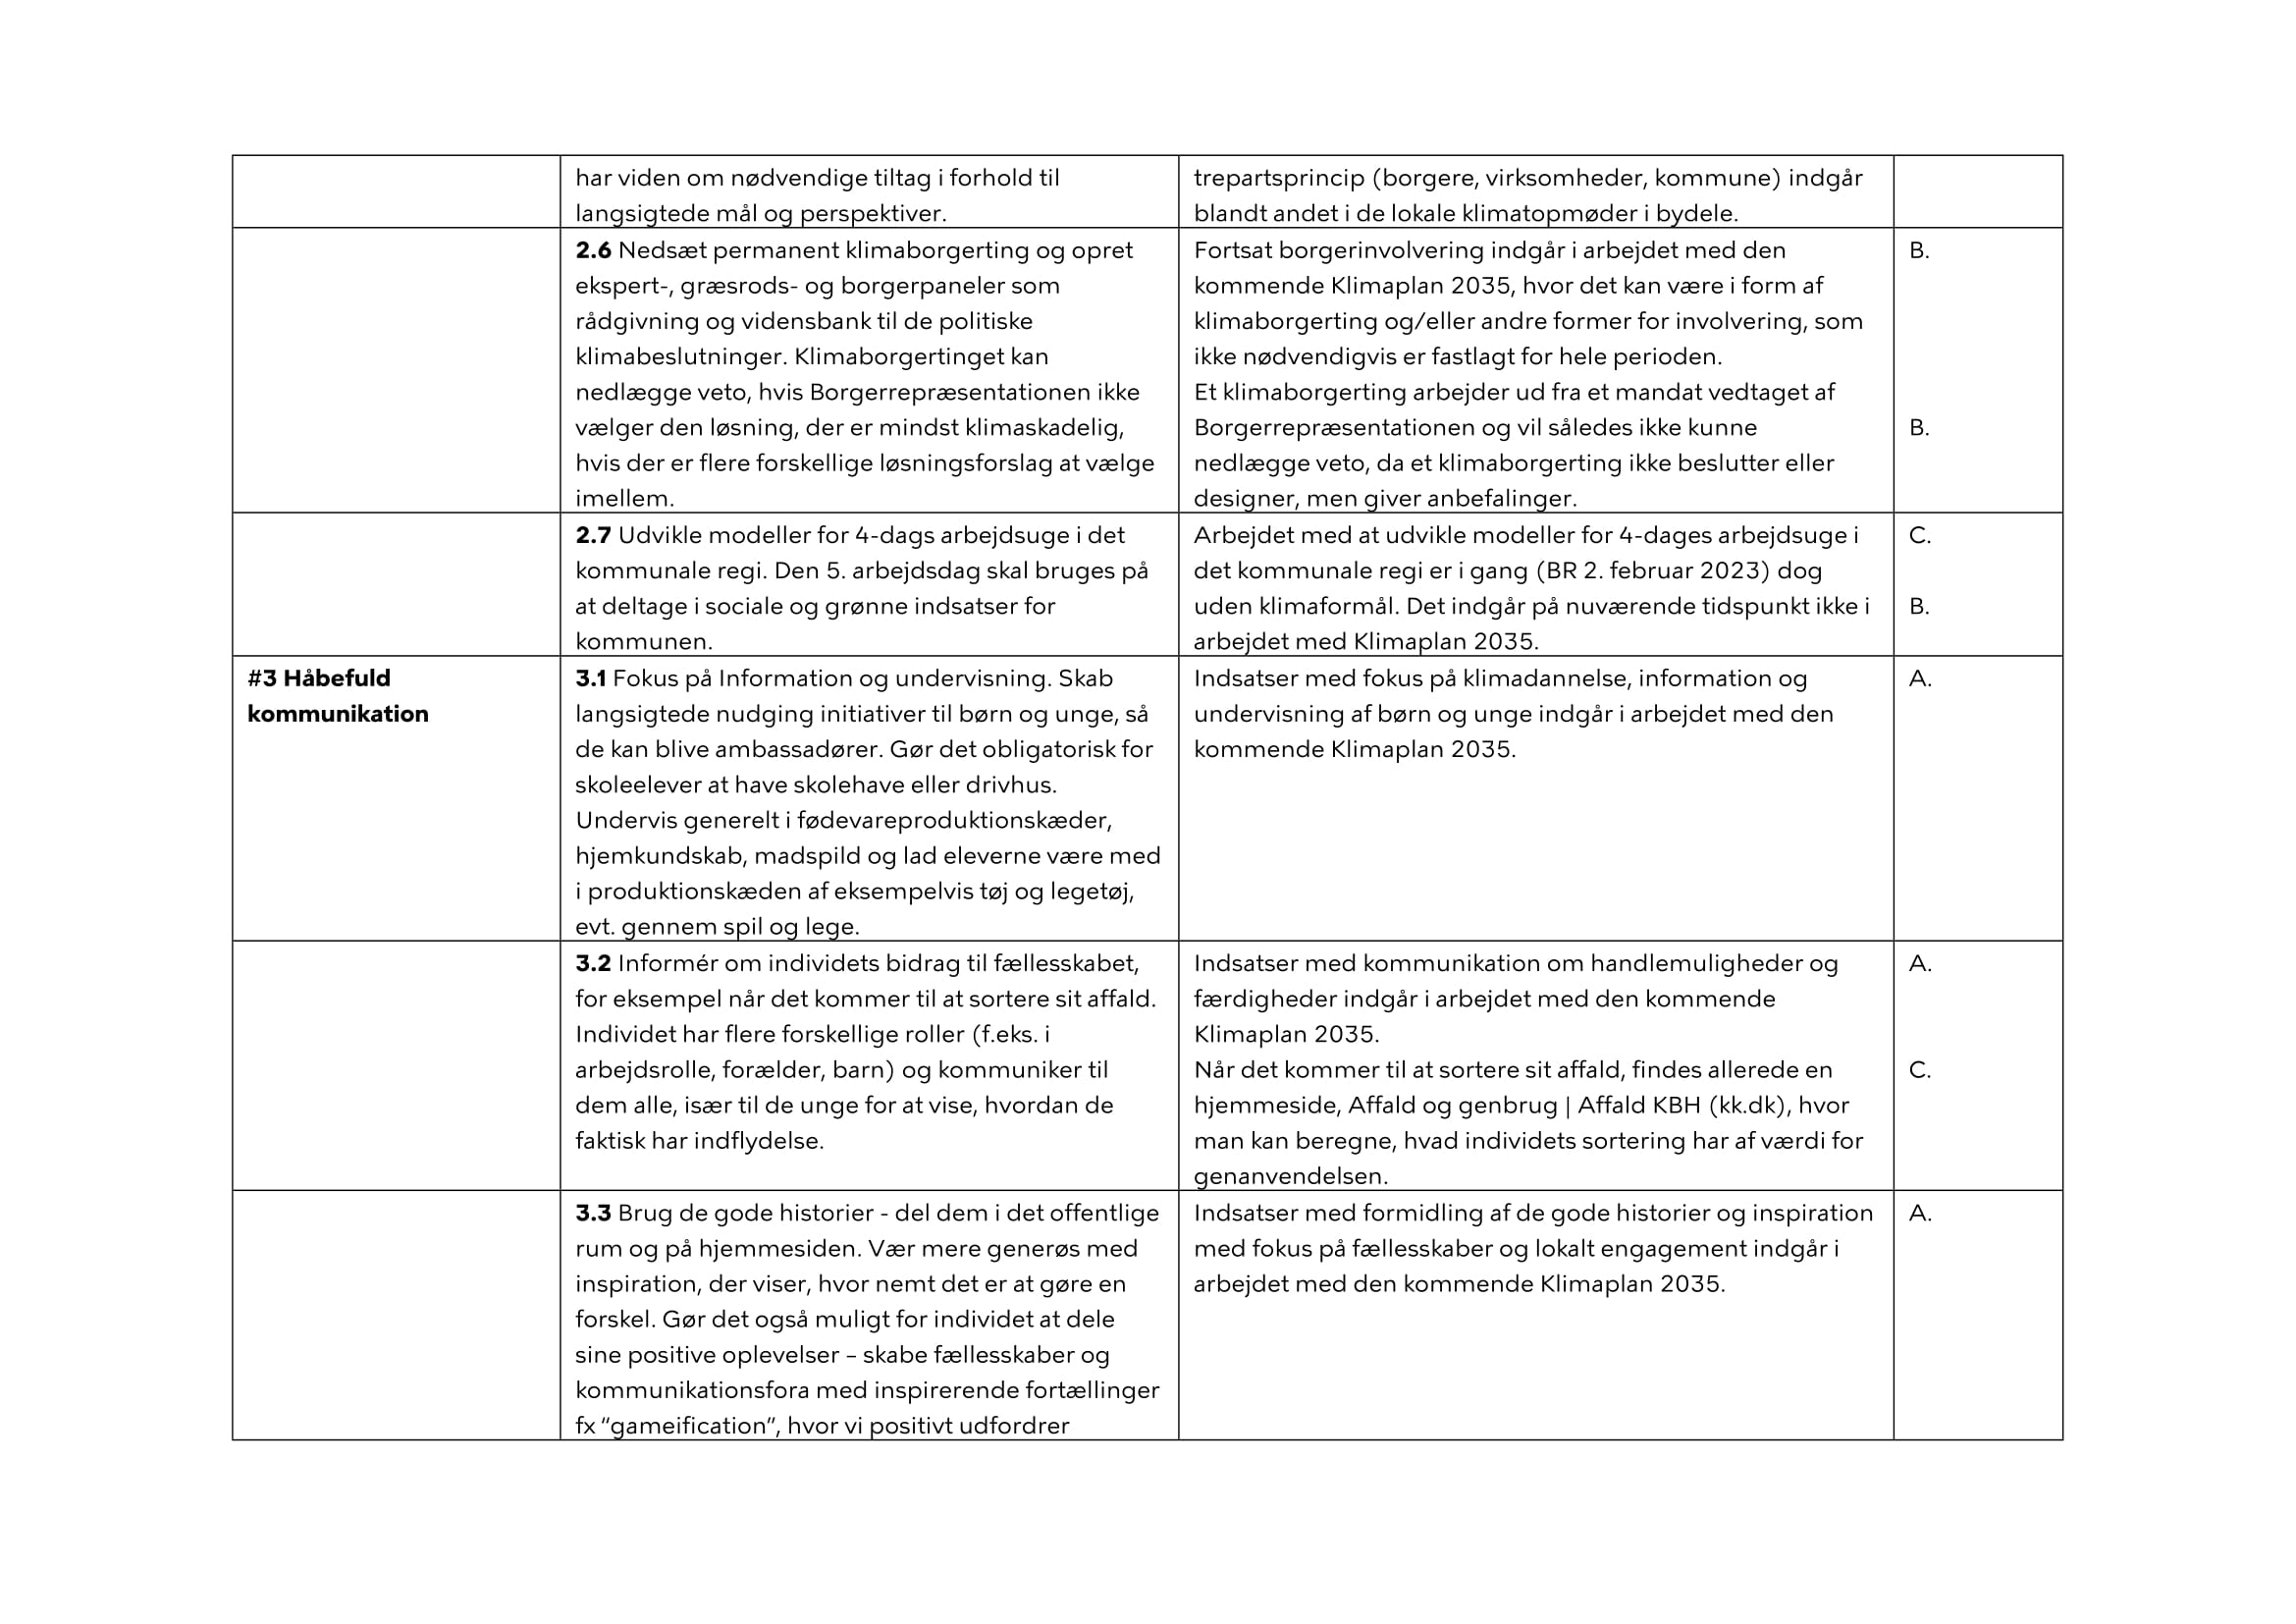 har viden om nødvendige tiltag i forhold til
langsigtede mål og perspektiver.
trepartsprincip (borgere, virksomheder, kommune) indgår
blandt andet i de lokale klimatopmøder i bydele.
2.6 Nedsæt permanent klimaborgerting og opret
ekspert-, græsrods- og borgerpaneler som
rådgivning og vidensbank til de politiske
klimabeslutninger. Klimaborgertinget kan
nedlægge veto, hvis Borgerrepræsentationen ikke
vælger den løsning, der er mindst klimaskadelig,
hvis der er flere forskellige løsningsforslag at vælge
imellem.
Fortsat borgerinvolvering indgår i arbejdet med den
kommende Klimaplan 2035, hvor det kan være i form af
klimaborgerting og/eller andre former for involvering, som
ikke nødvendigvis er fastlagt for hele perioden.
Et klimaborgerting arbejder ud fra et mandat vedtaget af
Borgerrepræsentationen og vil således ikke kunne
nedlægge veto, da et klimaborgerting ikke beslutter eller
designer, men giver anbefalinger.
B.
B.
2.7 Udvikle modeller for 4-dags arbejdsuge i det
kommunale regi. Den 5. arbejdsdag skal bruges på
at deltage i sociale og grønne indsatser for
kommunen.
Arbejdet med at udvikle modeller for 4-dages arbejdsuge i
det kommunale regi er i gang (BR 2. februar 2023) dog
uden klimaformål. Det indgår på nuværende tidspunkt ikke i
arbejdet med Klimaplan 2035.
C.
B.
#3 Håbefuld
kommunikation
3.1 Fokus på Information og undervisning. Skab
langsigtede nudging initiativer til børn og unge, så
de kan blive ambassadører. Gør det obligatorisk for
skoleelever at have skolehave eller drivhus.
Undervis generelt i fødevareproduktionskæder,
hjemkundskab, madspild og lad eleverne være med
i produktionskæden af eksempelvis tøj og legetøj,
evt. gennem spil og lege.
Indsatser med fokus på klimadannelse, information og
undervisning af børn og unge indgår i arbejdet med den
kommende Klimaplan 2035.
A.
3.2 Informér om individets bidrag til fællesskabet,
for eksempel når det kommer til at sortere sit affald.
Individet har flere forskellige roller (f.eks. i
arbejdsrolle, forælder, barn) og kommuniker til
dem alle, især til de unge for at vise, hvordan de
faktisk har indflydelse.
Indsatser med kommunikation om handlemuligheder og
færdigheder indgår i arbejdet med den kommende
Klimaplan 2035.
Når det kommer til at sortere sit affald, findes allerede en
hjemmeside, Affald og genbrug | Affald KBH (kk.dk), hvor
man kan beregne, hvad individets sortering har af værdi for
genanvendelsen.
A.
C.
3.3 Brug de gode historier - del dem i det offentlige
rum og på hjemmesiden. Vær mere generøs med
inspiration, der viser, hvor nemt det er at gøre en
forskel. Gør det også muligt for individet at dele
sine positive oplevelser – skabe fællesskaber og
kommunikationsfora med inspirerende fortællinger
fx “gameification”, hvor vi positivt udfordrer
Indsatser med formidling af de gode historier og inspiration
med fokus på fællesskaber og lokalt engagement indgår i
arbejdet med den kommende Klimaplan 2035.
A.